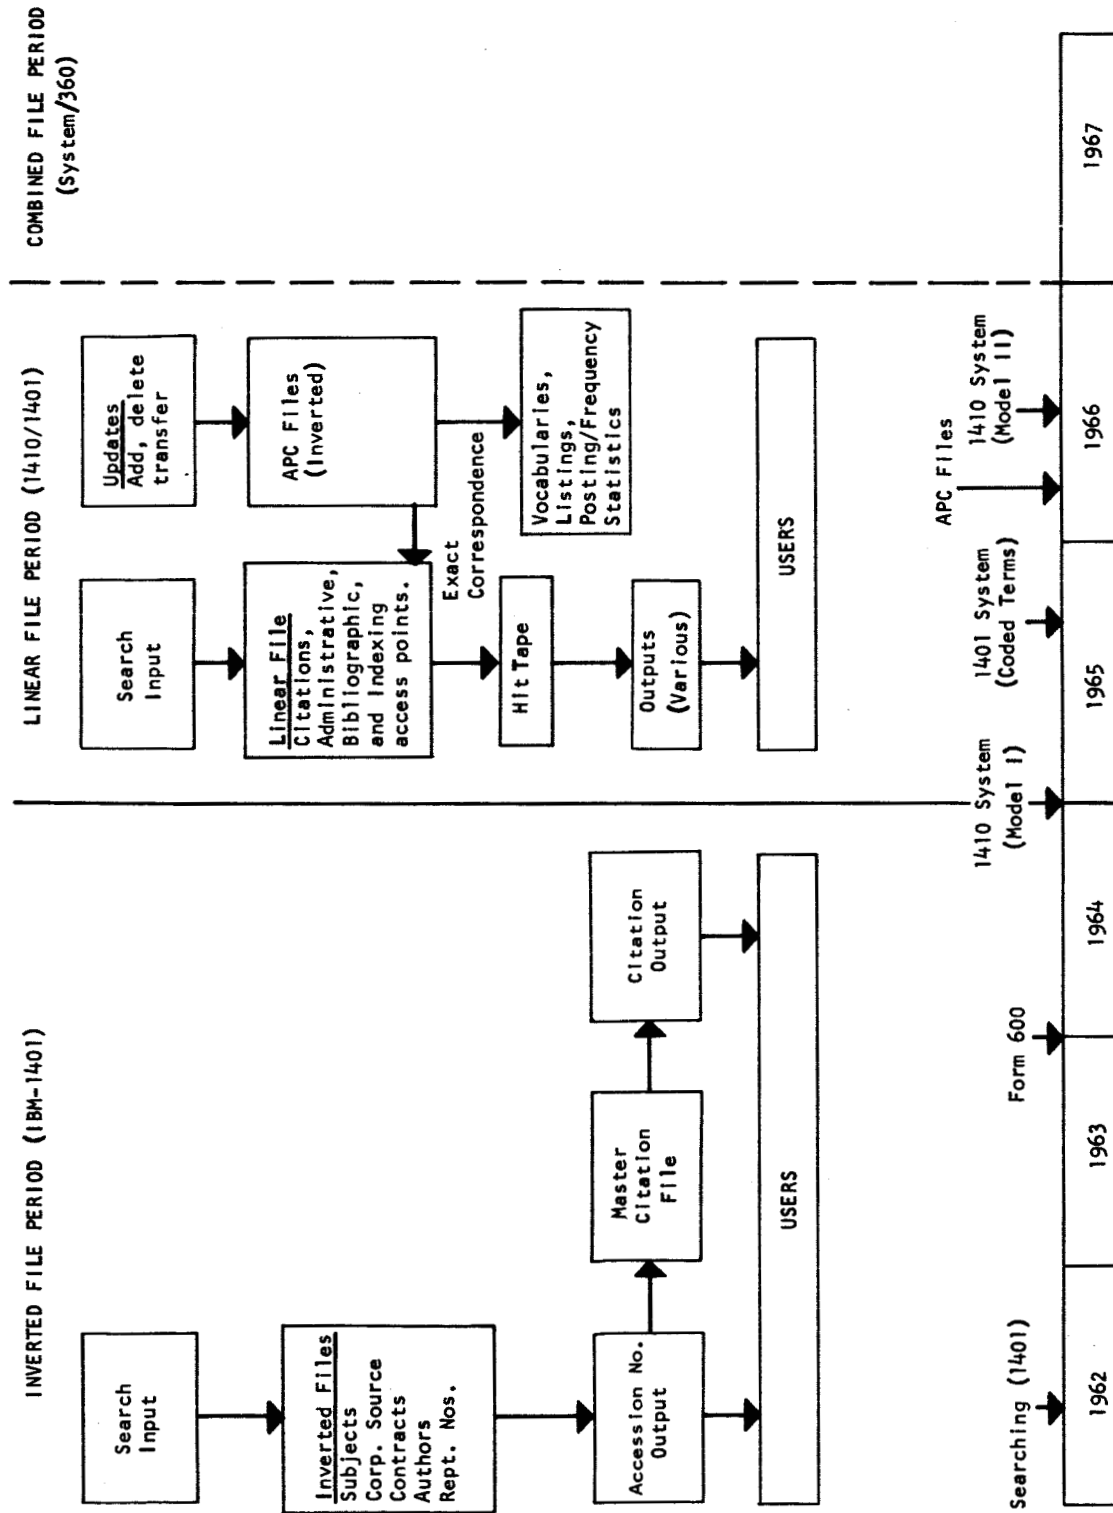 INVERTED FILE PERIOD (IBM-1401)
Search
Input
Inverted Files
Subjects
Corp. Source
Contracts
Authors
Rept. Nos.
Accession No.
Output
Master
Citation
File
Citation
Output
USERS
LINEAR FILE PERIOD (1410/1401)
Search
Input
Linear File
Citations,
Administrative,
Bibliographic,
and Indexing
access points.
Hit Tape
Outputs
(Various)
Updates
Add, delete
transfer
APC Files
(Inverted)
Exact
Correspondence
Vocabularies,
Listings,
Posting/Frequency
Statistics
USERS
COMBINED FILE PERIOD
(System/360)
Searching (1401)
Form 600
1410 System
(Model I)
1401 System
(Coded Terms)
APC Files
1410 System
(Model II)
1962
1963
1964
1965
1966
1967